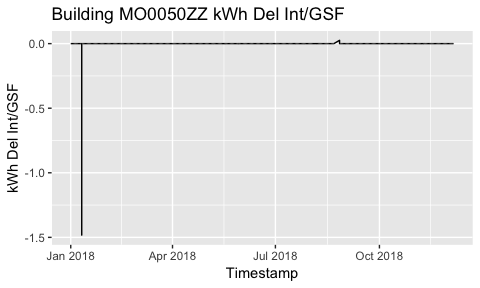 Building MO0050ZZ kWh Del Int/GSF
kWh Del Int/GSF
0.0
-0.5
-1.0
-1.5
Jan 2018 Apr 2018 Jul 2018 Oct 2018
Timestamp